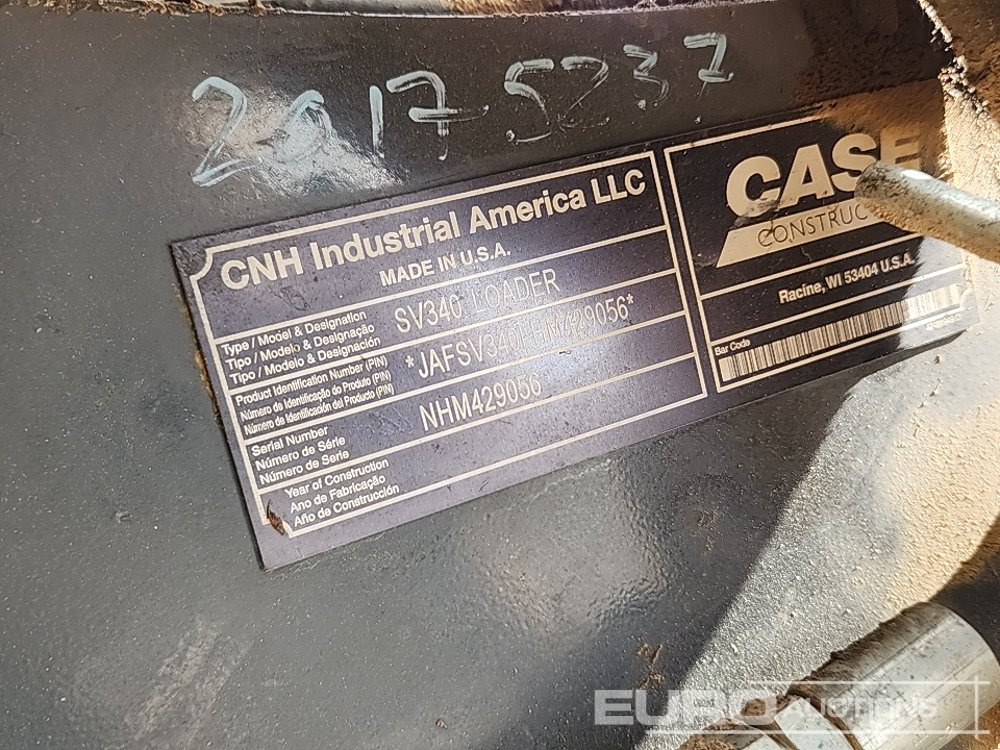 2017 5237
CNH Industrial America LLC
MADE IN U.S.A.
Type / Model & Designation
Tipo / Modelo & Designação
Tipo / Modelo & Designación
SV340 LOADER
Product Identification Number (PIN)
Número de Identificação do Produto (PIN)
Número de Identificación del Producto (PIN)
*JAFSV340HHM429056*
Serial Number
Número de Série
Número de Serie
NHM429056
Year of Construction
Ano de Fabricação
Año de Construcción
CASE
CONSTRUC
Racine, WI 53404 U.S.A.
Bar Code
EURO AUCTIONS